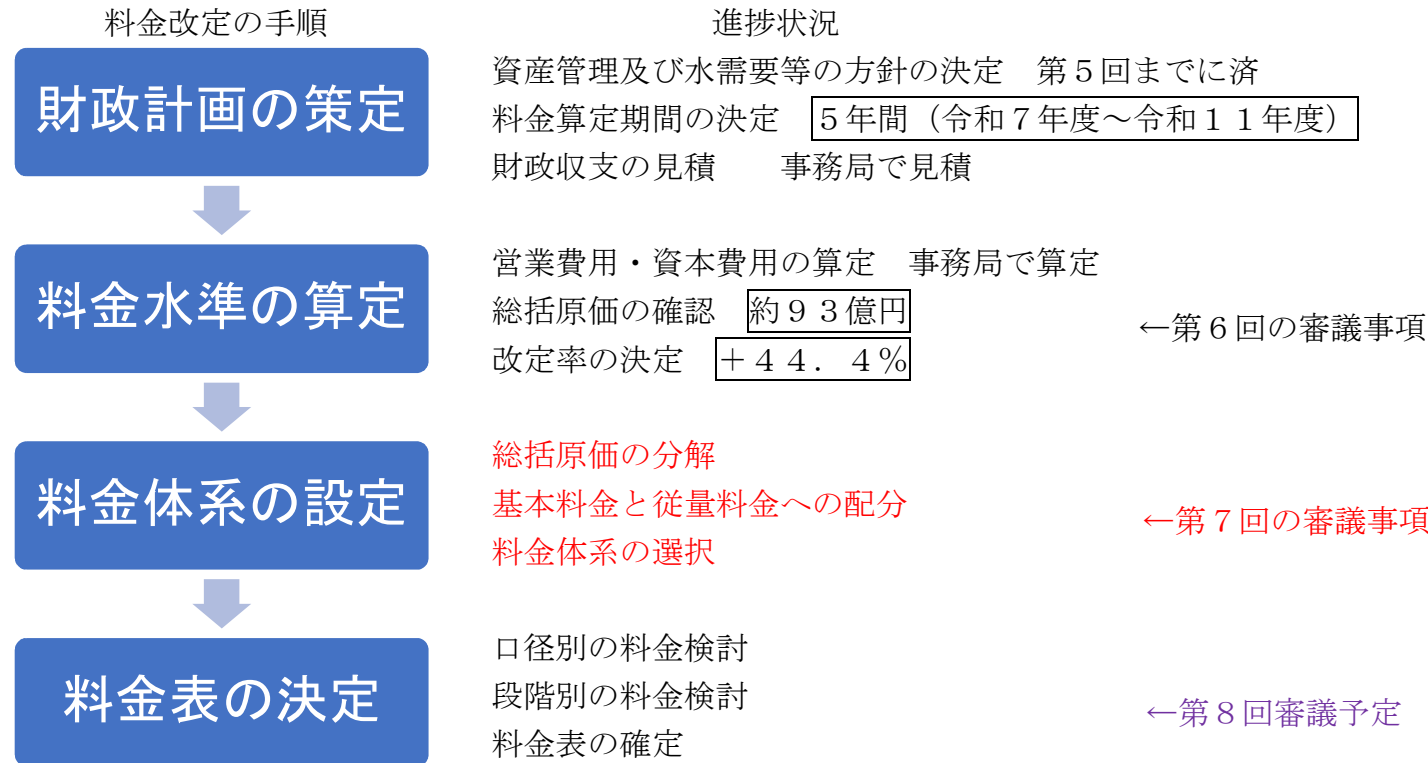 料金改定の手順　進捗状況
財政計画の策定
資産管理及び水需要等の方針の決定　第５回までに済
料金算定期間の決定　５年間（令和７年度～令和１１年度）
財政収支の見積　　事務局で見積
料金水準の算定
営業費用・資本費用の算定　事務局で算定
総括原価の確認　約９３億円
改定率の決定　＋４４．４％
←第６回の審議事項
料金体系の設定
総括原価の分解
基本料金と従量料金への配分
料金体系の選択
←第７回の審議事項
料金表の決定
口径別の料金検討
段階別の料金検討
料金表の確定
←第８回審議予定